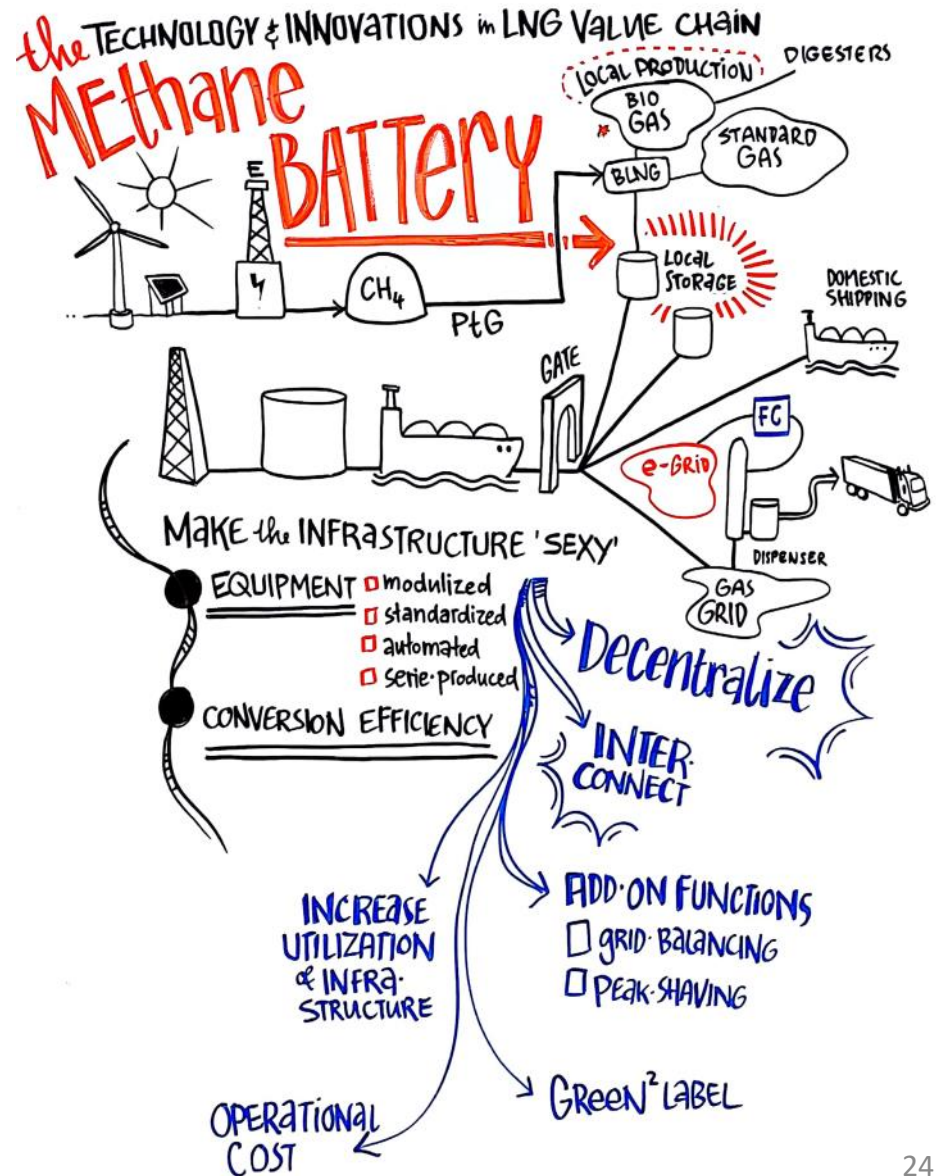 the TECHNOLOGY & INNOVATIONS in LNG VALUE CHAIN
METHANE
BATTERY
LOCAL PRODUCTION
DIGESTERS
BIO
GAS
STANDARD
GAS
BLNG
E
CH4
PtG
LOCAL
STORAGE
DOMESTIC
SHIPPING
GATE
FC
e-GRID
DISPENSER
GAS
GRID
MAKE the INFRASTRUCTURE 'SEXY'
EQUIPMENT
modulized
standardized
automated
serie-produced
CONVERSION EFFICIENCY
Decentralize
INTER-
CONNECT
INCREASE
UTILIZATION
of INFRA-
STRUCTURE
ADD-ON FUNCTIONS
GRID-BALANCING
PEAK-SHAVING
OPERATIONAL
COST
GREEN² LABEL
24